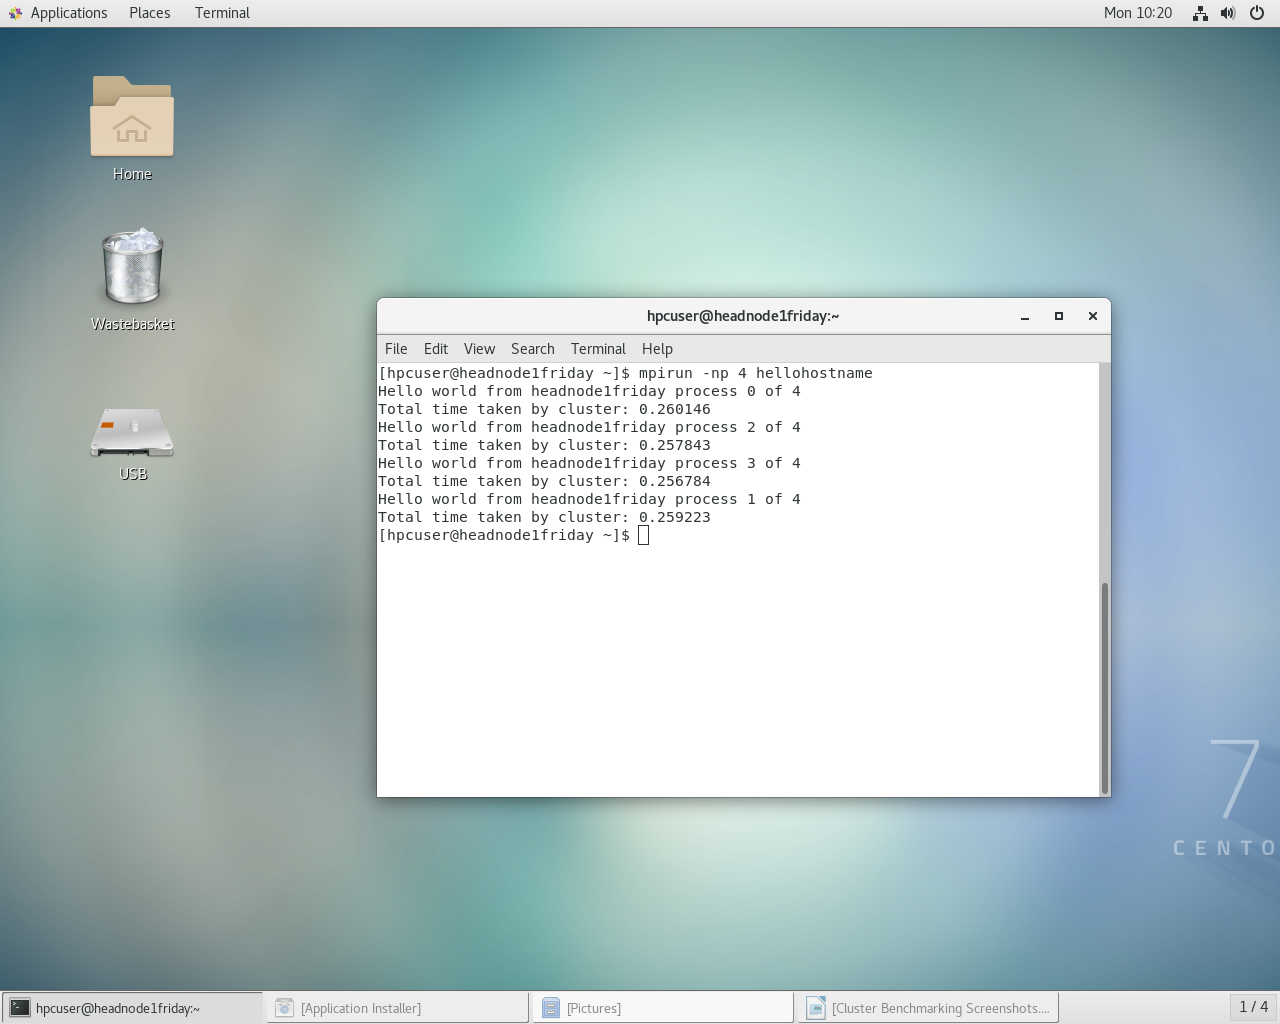 Applications Places Terminal Mon 10:20
Home
Wastebasket
USB
hpcuser@headnode1friday:~
File Edit View Search Terminal Help
[hpcuser@headnode1friday ~]$ mpirun -np 4 hellohostname
Hello world from headnode1friday process 0 of 4
Total time taken by cluster: 0.260146
Hello world from headnode1friday process 2 of 4
Total time taken by cluster: 0.257843
Hello world from headnode1friday process 3 of 4
Total time taken by cluster: 0.256784
Hello world from headnode1friday process 1 of 4
Total time taken by cluster: 0.259223
[hpcuser@headnode1friday ~]$
7
CENTO
hpcuser@headnode1friday:~ [Application Installer] [Pictures] [Cluster Benchmarking Screenshots.... 1 / 4